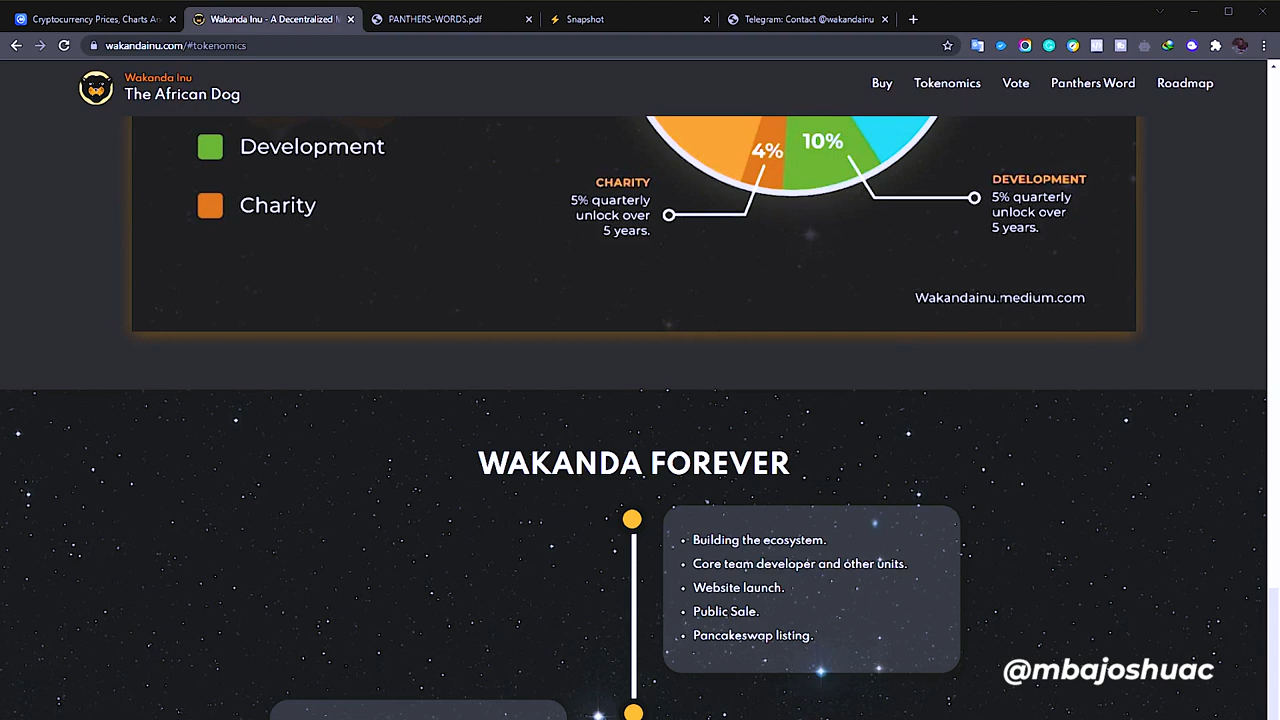 Cryptocurrency Prices, Charts An
Wakanda Inu - A Decentralized M
PANTHERS-WORDS.pdf
Snapshot
Telegram: Contact @wakandainu
wakandainu.com/#tokenomics
Wakanda Inu
The African Dog
Buy
Tokenomics
Vote
Panthers Word
Roadmap
Development
Charity
4%
10%
CHARITY
5% quarterly
unlock over
5 years.
DEVELOPMENT
5% quarterly
unlock over
5 years.
Wakandainu.medium.com
WAKANDA FOREVER
• Building the ecosystem.
• Core team developer and other units.
• Website launch.
• Public Sale.
• Pancakeswap listing.
@mbajoshuac